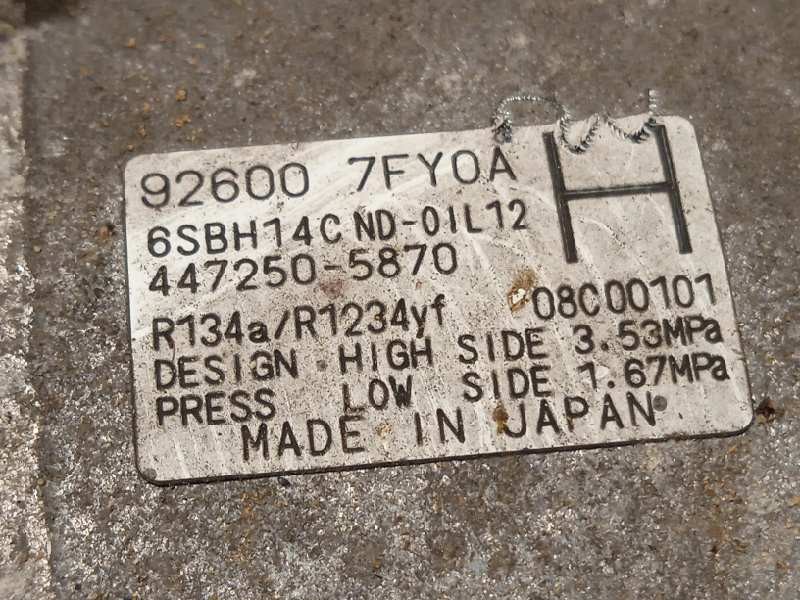 92600 7FY0A H
6SBH14C ND-OIL12
447250-5870
R134a/R1234yf 08C00101
DESIGN HIGH SIDE 3.53MPa
PRESS LOW SIDE 1.67MPa
MADE IN JAPAN